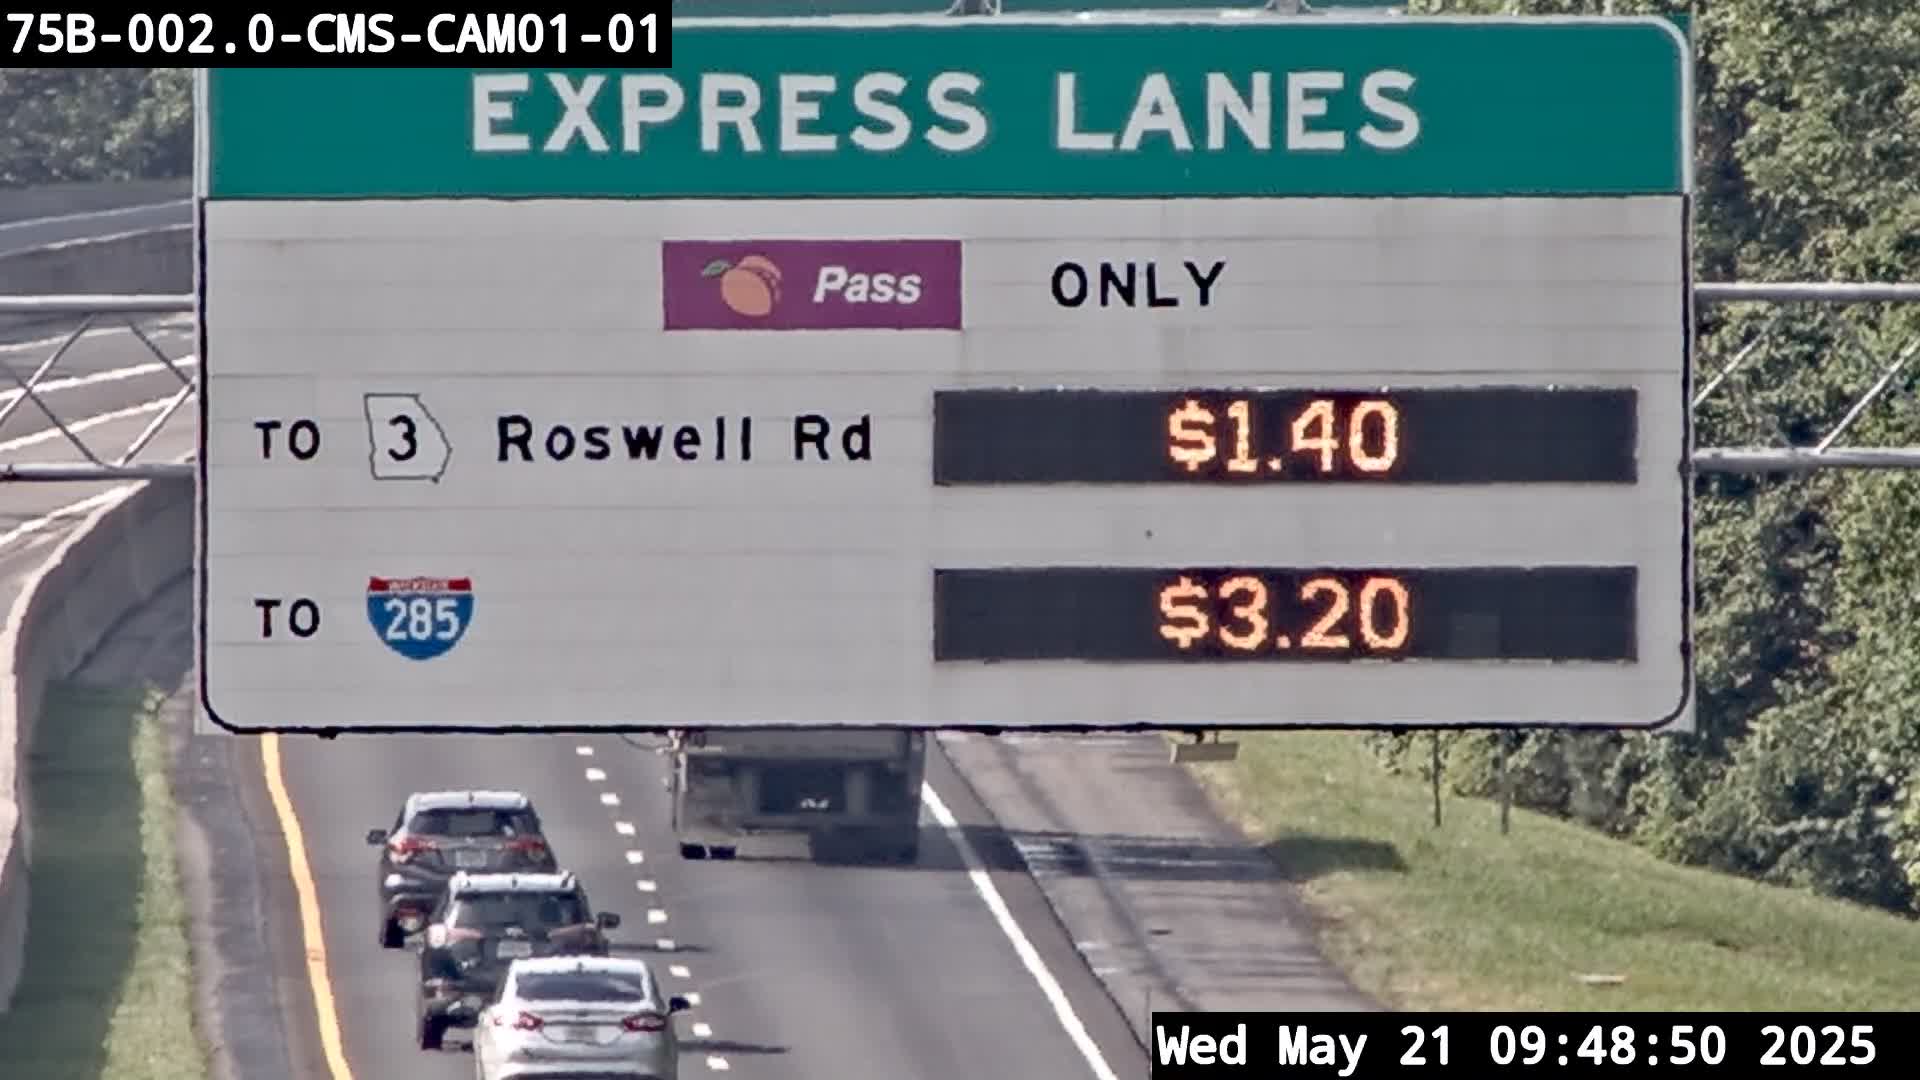 75B-002.0-CMS-CAM01-01
EXPRESS LANES
Pass ONLY
TO 3 Roswell Rd $1.40
INTERSTATE
TO 285 $3.20
Wed May 21 09:48:50 2025